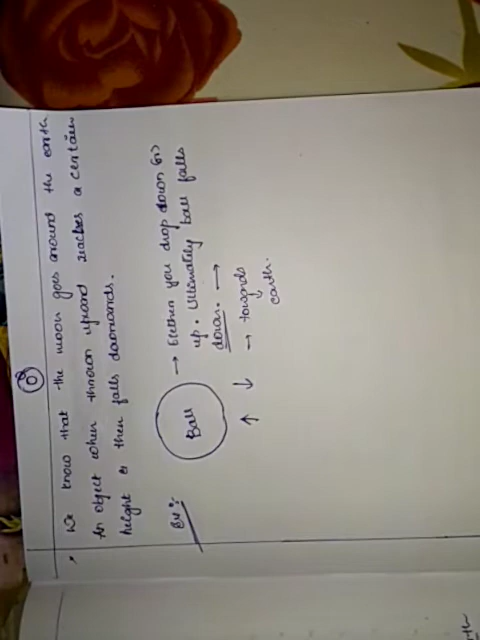 * We know that the moon goes around the earth
An object when thrown upward reaches a certain
height & then falls downwards.
Ex:
Ball
→ Either you drop down (or)
up. Ultimately ball falls
down. →
↑ ↓ → towards
earth.